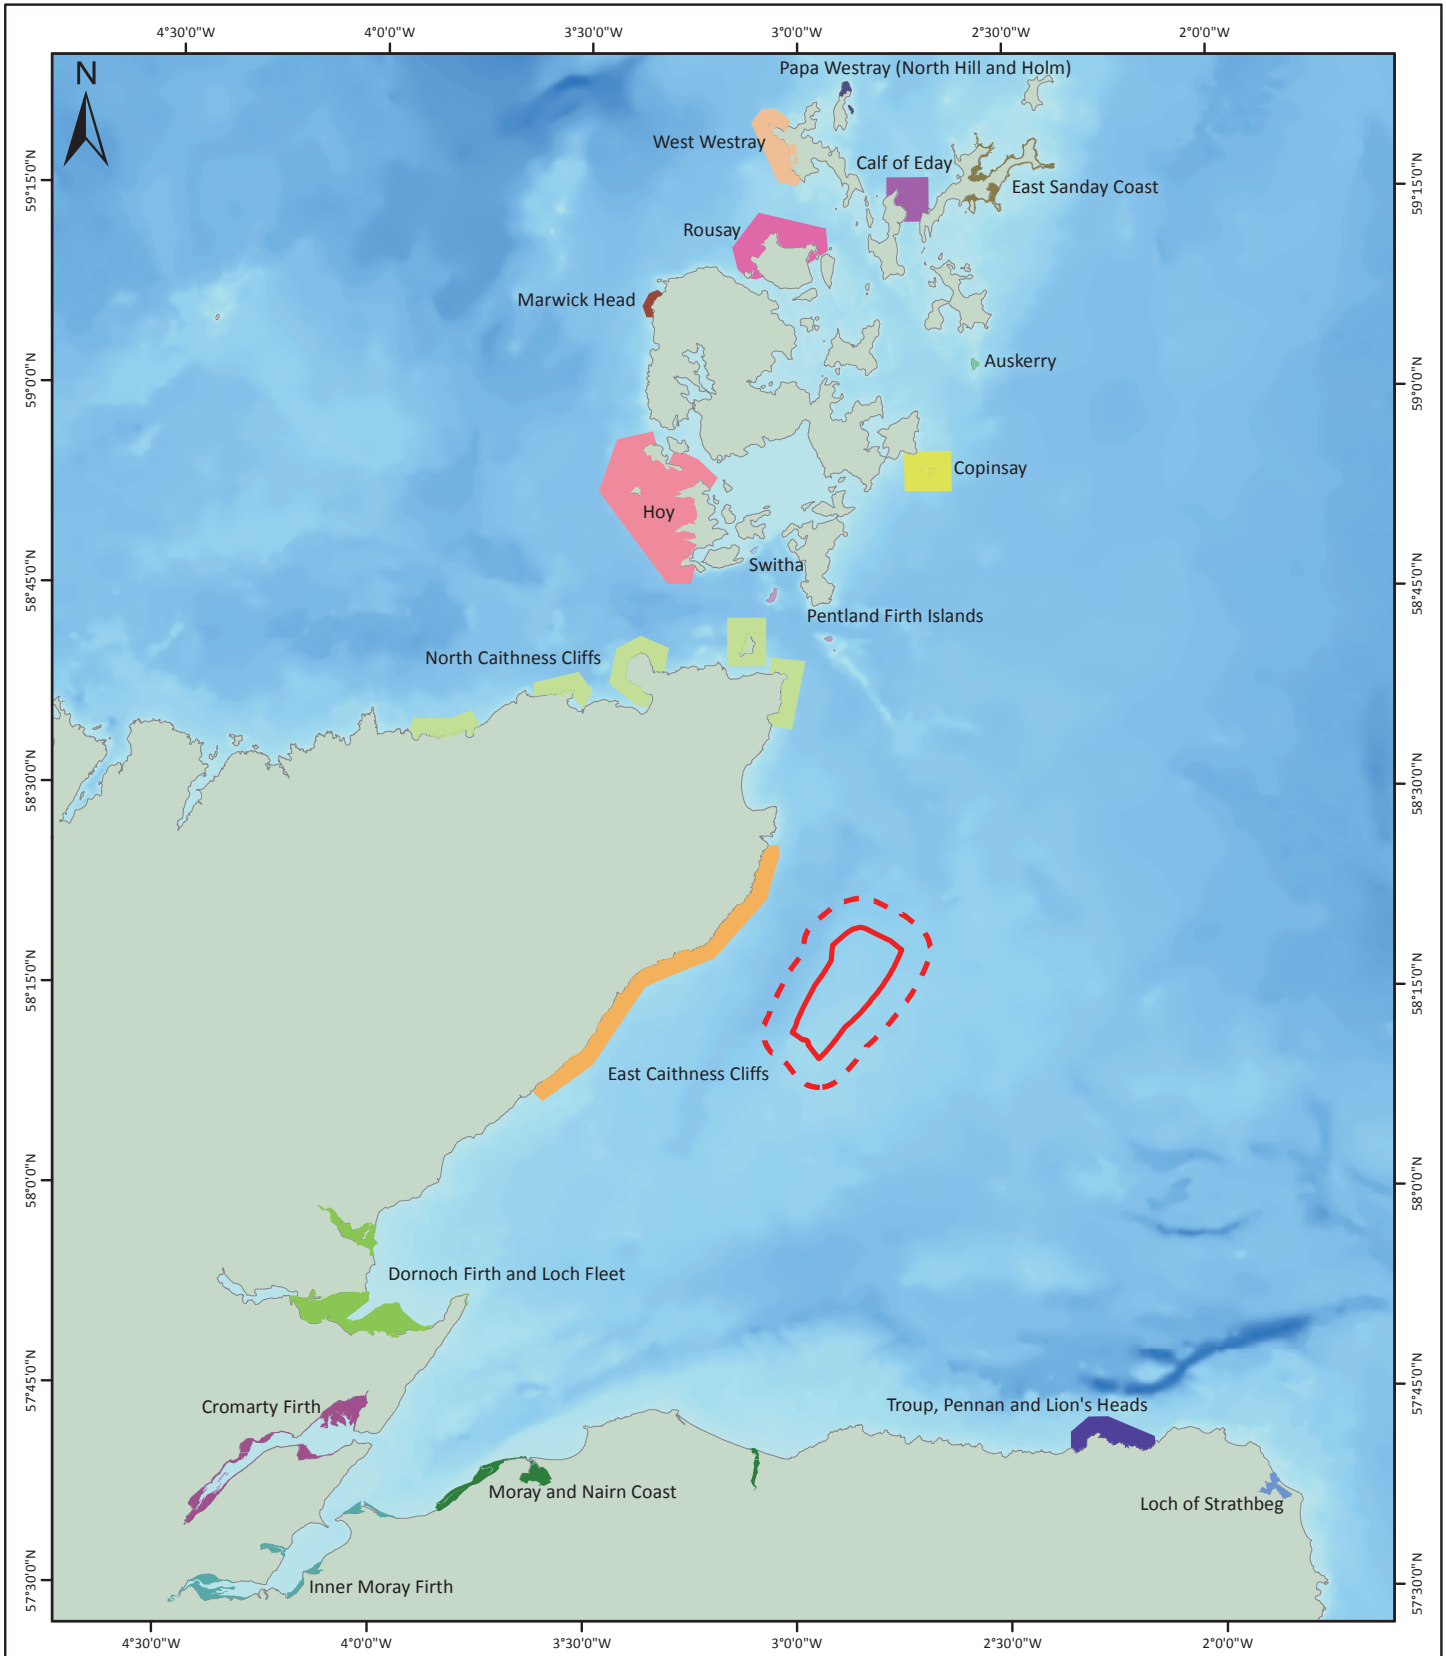 4°30'0"W 4°0'0"W 3°30'0"W 3°0'0"W 2°30'0"W 2°0'0"W
N
Papa Westray (North Hill and Holm)
West Westray
Calf of Eday
59°15'0"N
59°15'0"N
East Sanday Coast
Rousay
Marwick Head
Auskerry
59°0'0"N
59°0'0"N
Copinsay
Hoy
Switha
58°45'0"N
58°45'0"N
Pentland Firth Islands
North Caithness Cliffs
58°30'0"N
58°30'0"N
58°15'0"N
58°15'0"N
East Caithness Cliffs
58°0'0"N
58°0'0"N
Dornoch Firth and Loch Fleet
57°45'0"N
57°45'0"N
Cromarty Firth
Troup, Pennan and Lion's Heads
Moray and Nairn Coast
Loch of Strathbeg
57°30'0"N
57°30'0"N
Inner Moray Firth
4°30'0"W 4°0'0"W 3°30'0"W 3°0'0"W 2°30'0"W 2°0'0"W